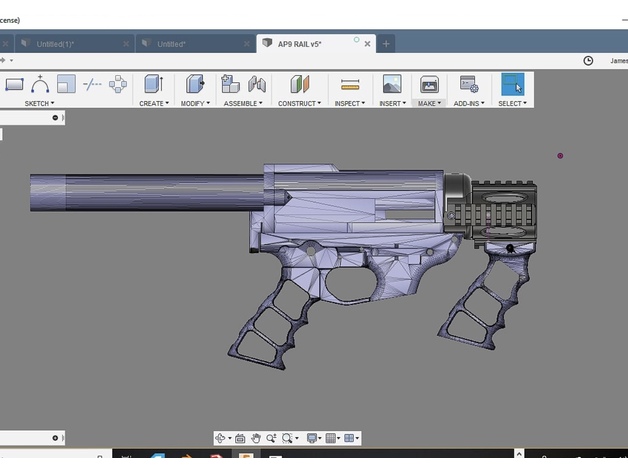 cense)
Untitled(1)*
Untitled*
AP9 RAIL v5*
James
SKETCH
CREATE
MODIFY
ASSEMBLE
CONSTRUCT
INSPECT
INSERT
MAKE
ADD-INS
SELECT